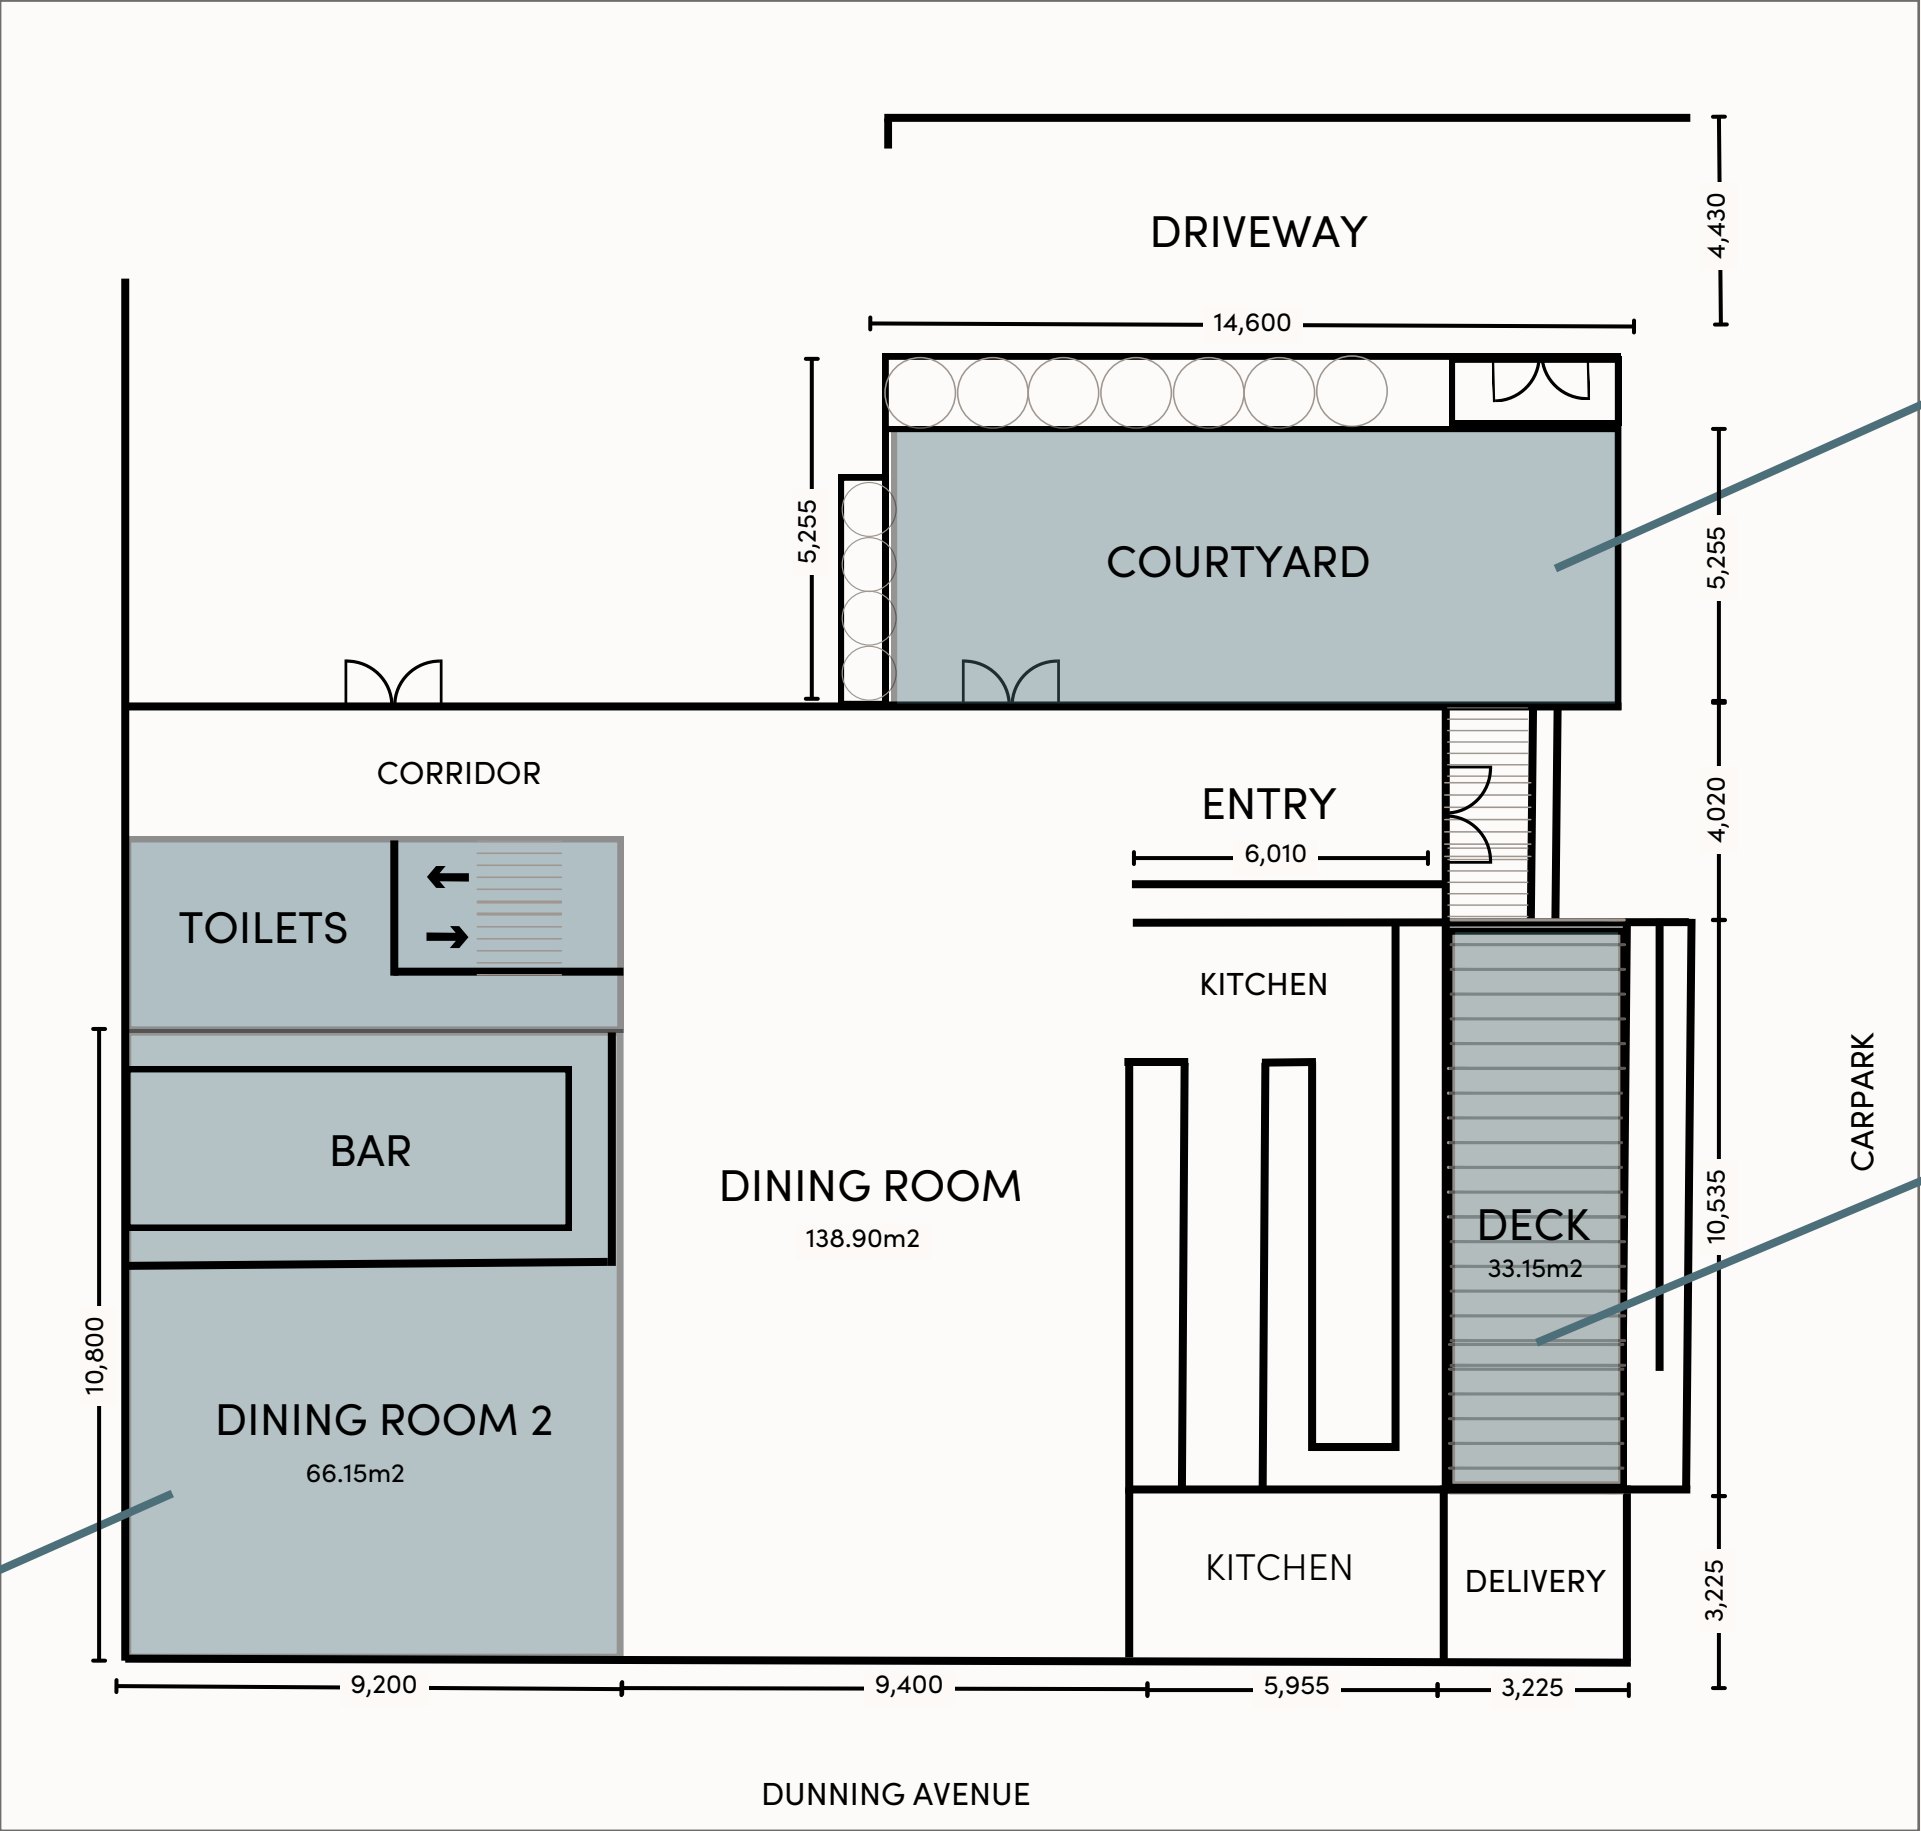 4,430
DRIVEWAY
14,600
5,255
COURTYARD
5,255
CORRIDOR
ENTRY
6,010
4,020
TOILETS
KITCHEN
BAR
DINING ROOM
138.90m2
DECK
33.15m2
10,535
CARPARK
10,800
DINING ROOM 2
66.15m2
KITCHEN
DELIVERY
3,225
9,200
9,400
5,955
3,225
DUNNING AVENUE